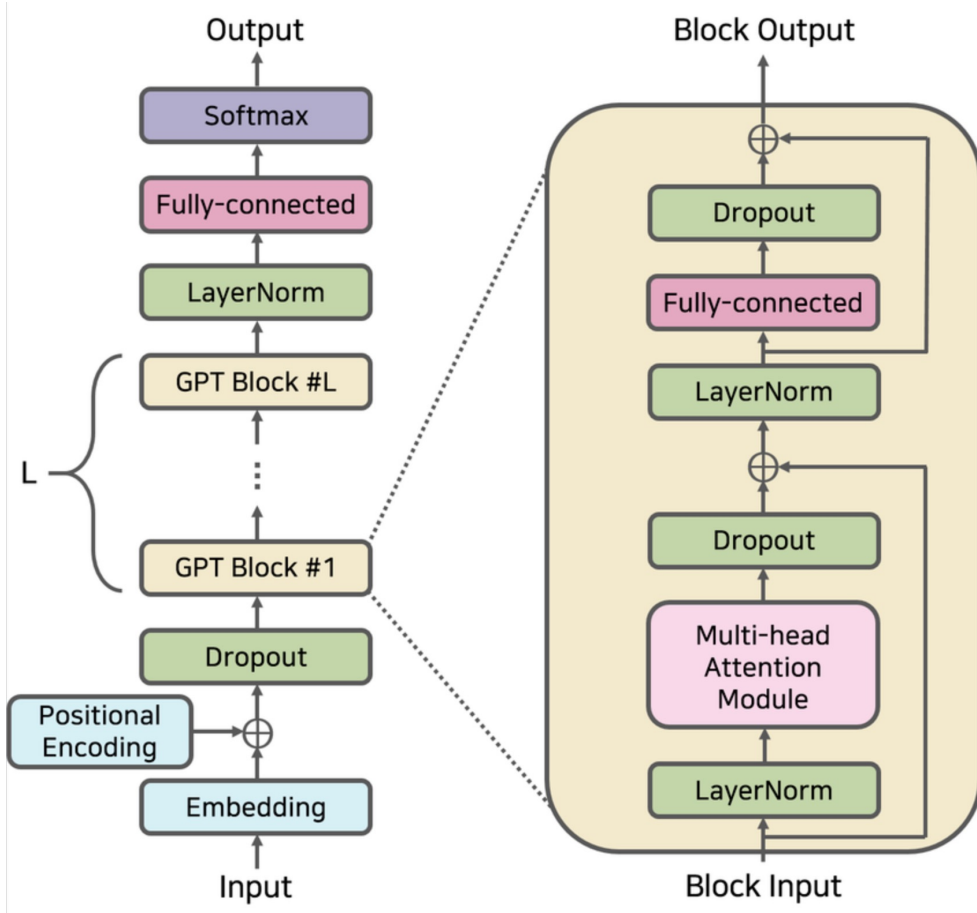 Output
Softmax
Fully-connected
LayerNorm
GPT Block #L
L
GPT Block #1
Dropout
Positional
Encoding
Embedding
Input
Block Output
Dropout
Fully-connected
LayerNorm
Dropout
Multi-head
Attention
Module
LayerNorm
Block Input